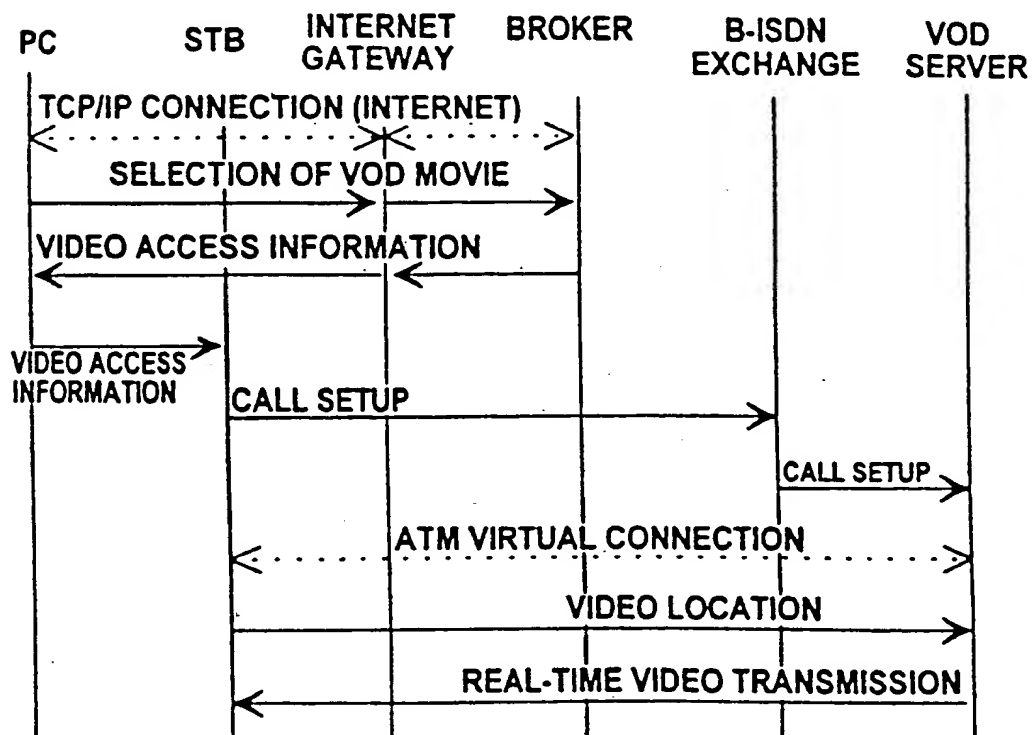 PC
STB
INTERNET
GATEWAY
BROKER
B-ISDN
EXCHANGE
VOD
SERVER
TCP/IP CONNECTION (INTERNET)
SELECTION OF VOD MOVIE
VIDEO ACCESS INFORMATION
VIDEO ACCESS
INFORMATION
CALL SETUP
CALL SETUP
ATM VIRTUAL CONNECTION
VIDEO LOCATION
REAL-TIME VIDEO TRANSMISSION